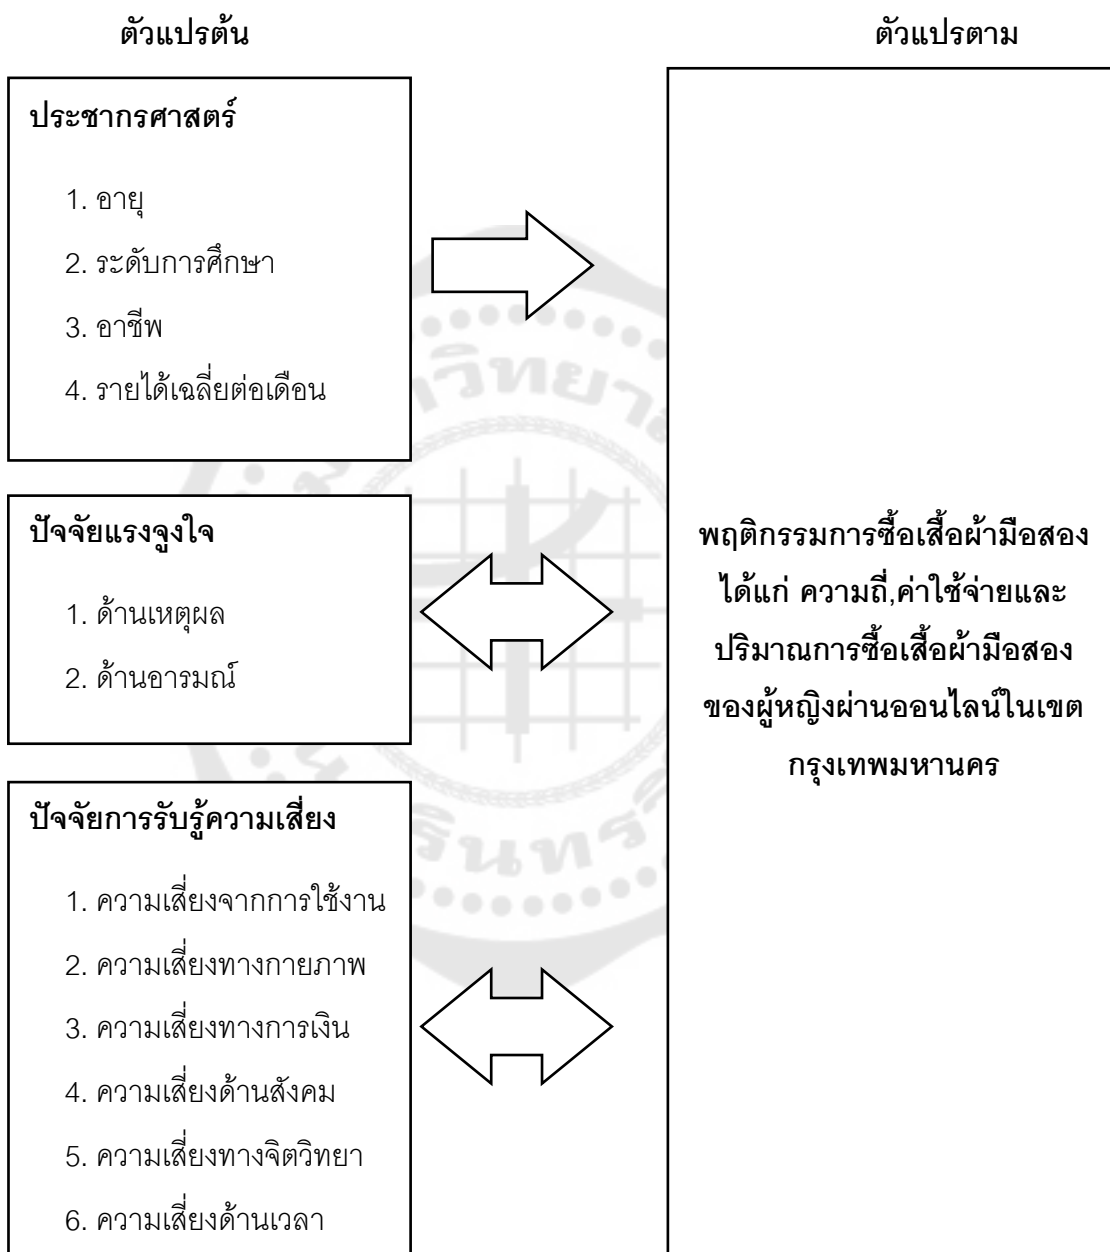 ตัวแปรต้น
ตัวแปรตาม
ประชากรศาสตร์
1. อายุ
2. ระดับการศึกษา
3. อาชีพ
4. รายได้เฉลี่ยต่อเดือน
ปัจจัยแรงจูงใจ
1. ด้านเหตุผล
2. ด้านอารมณ์
ปัจจัยการรับรู้ความเสี่ยง
1. ความเสี่ยงจากการใช้งาน
2. ความเสี่ยงทางกายภาพ
3. ความเสี่ยงทางการเงิน
4. ความเสี่ยงด้านสังคม
5. ความเสี่ยงทางจิตวิทยา
6. ความเสี่ยงด้านเวลา
พฤติกรรมการซื้อเสื้อผ้ามือสอง
ได้แก่ ความถี่,ค่าใช้จ่ายและ
ปริมาณการซื้อเสื้อผ้ามือสอง
ของผู้หญิงผ่านออนไลน์ในเขต
กรุงเทพมหานคร